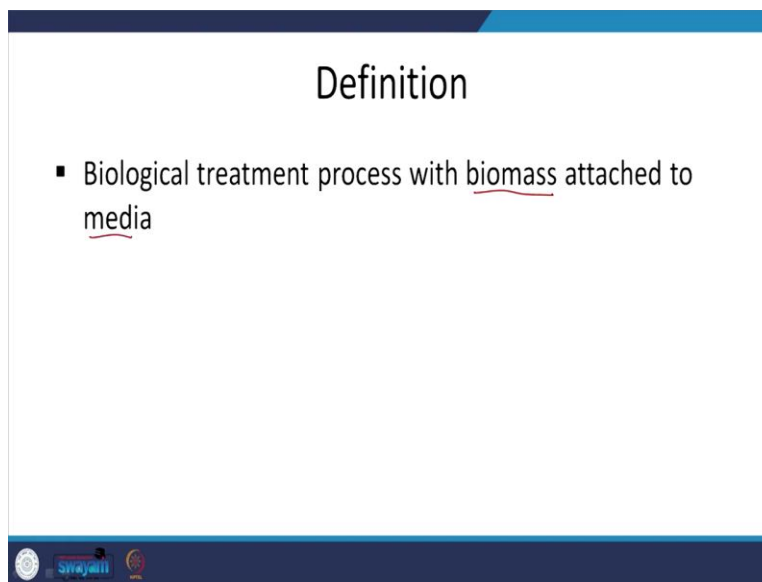 Definition
▪ Biological treatment process with biomass attached to
media
swayam